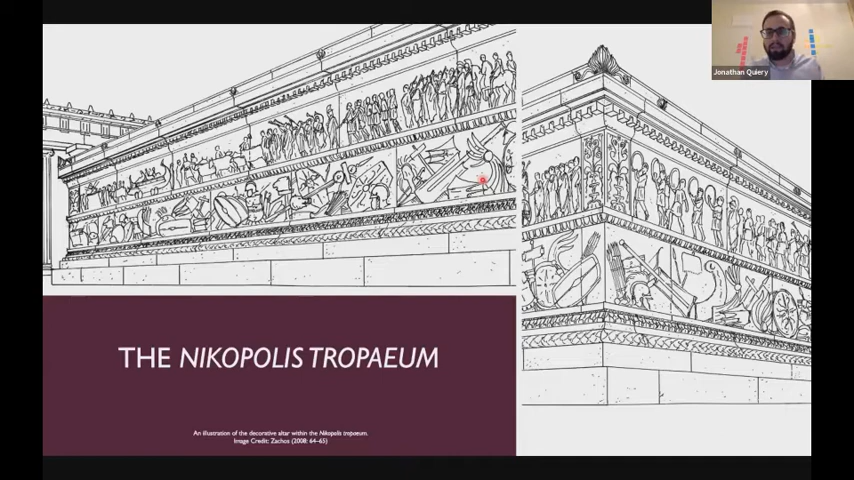 Jonathan Quiery
THE NIKOPOLIS TROPAEUM
An illustration of the decorative altar within the Nikopolis tropaeum.
Image Credit: Zachos (2008: 64–65)